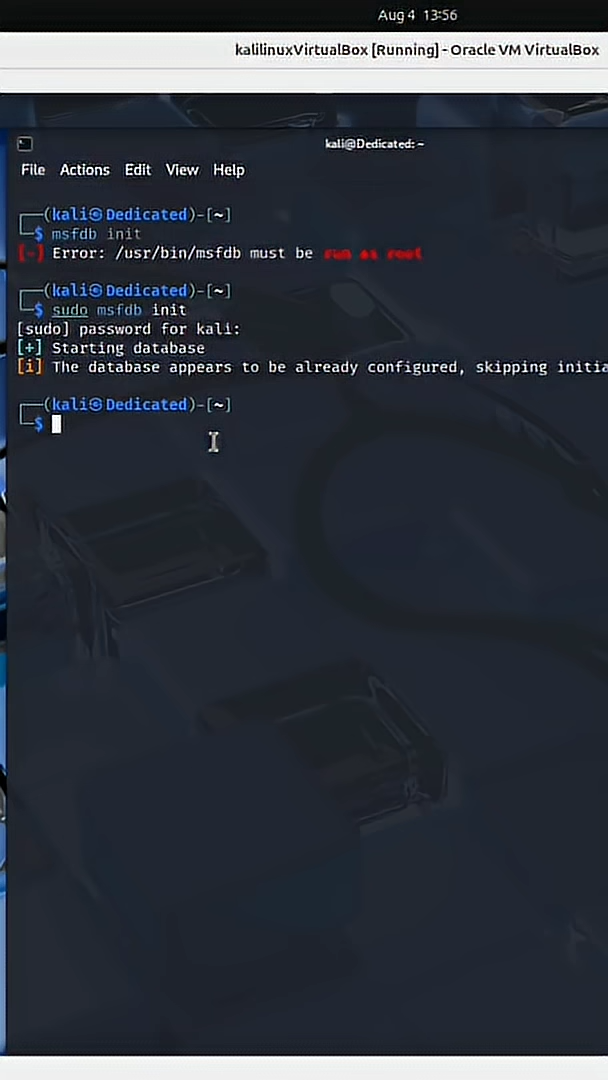 Aug 4 13:56
kalilinuxVirtualBox [Running] - Oracle VM VirtualBox
kali@Dedicated: ~
File Actions Edit View Help
┌──(kali㉿Dedicated)-[~]
└─$ msfdb init
[-] Error: /usr/bin/msfdb must be run as root
┌──(kali㉿Dedicated)-[~]
└─$ sudo msfdb init
[sudo] password for kali:
[+] Starting database
[i] The database appears to be already configured, skipping initia
┌──(kali㉿Dedicated)-[~]
└─$